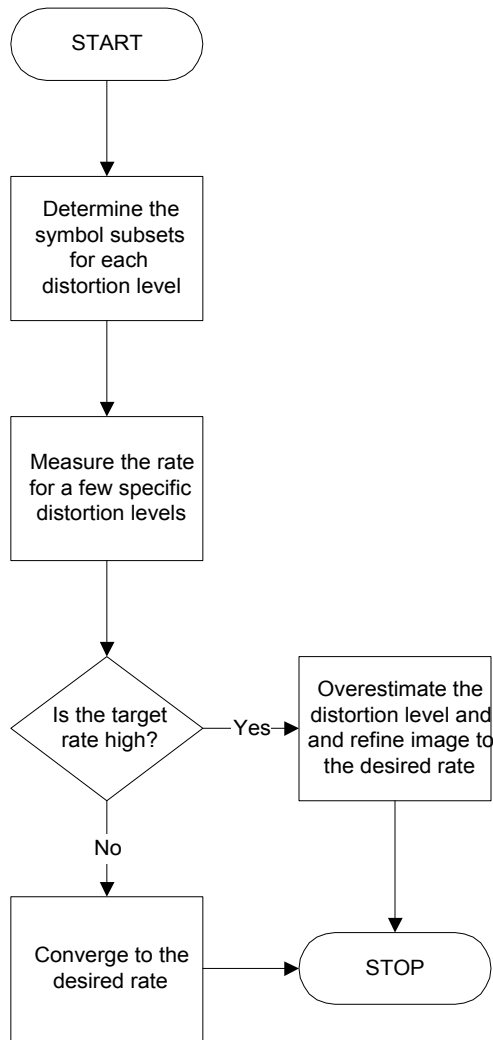 START
Determine the
symbol subsets
for each
distortion level
Measure the rate
for a few specific
distortion levels
Is the target
rate high?
Yes
Overestimate the
distortion level and
and refine image to
the desired rate
No
Converge to the
desired rate
STOP